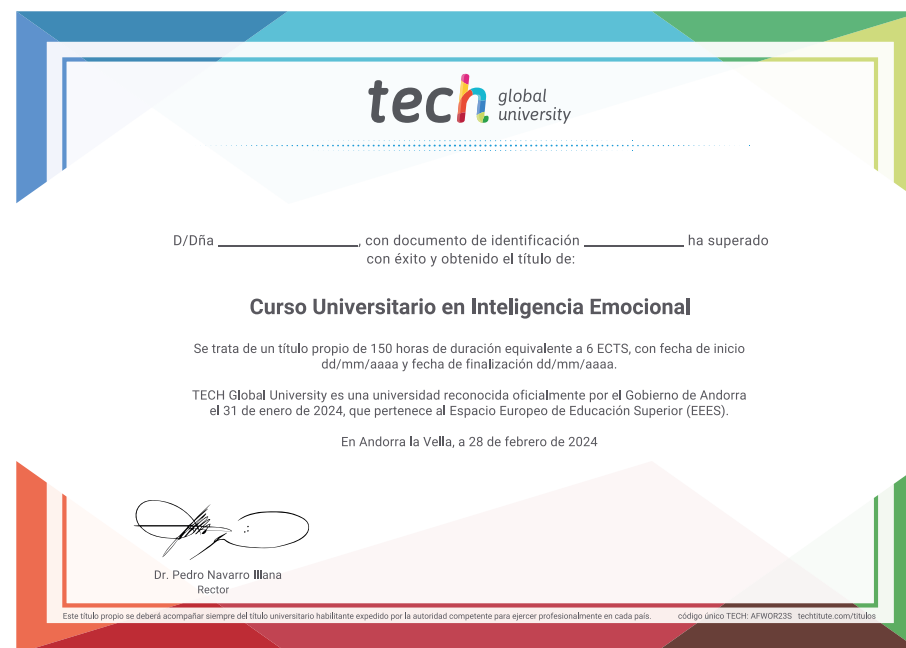 tech global university
D/Dña ____________, con documento de identificación ____________ ha superado
con éxito y obtenido el título de:
Curso Universitario en Inteligencia Emocional
Se trata de un título propio de 150 horas de duración equivalente a 6 ECTS, con fecha de inicio
dd/mm/aaaa y fecha de finalización dd/mm/aaaa.
TECH Global University es una universidad reconocida oficialmente por el Gobierno de Andorra
el 31 de enero de 2024, que pertenece al Espacio Europeo de Educación Superior (EEES).
En Andorra la Vella, a 28 de febrero de 2024
Dr. Pedro Navarro Illana
Rector
Este título propio se deberá acompañar siempre del título universitario habilitante expedido por la autoridad competente para ejercer profesionalmente en cada país. código único TECH: AFWOR23S techtitute.com/titulos